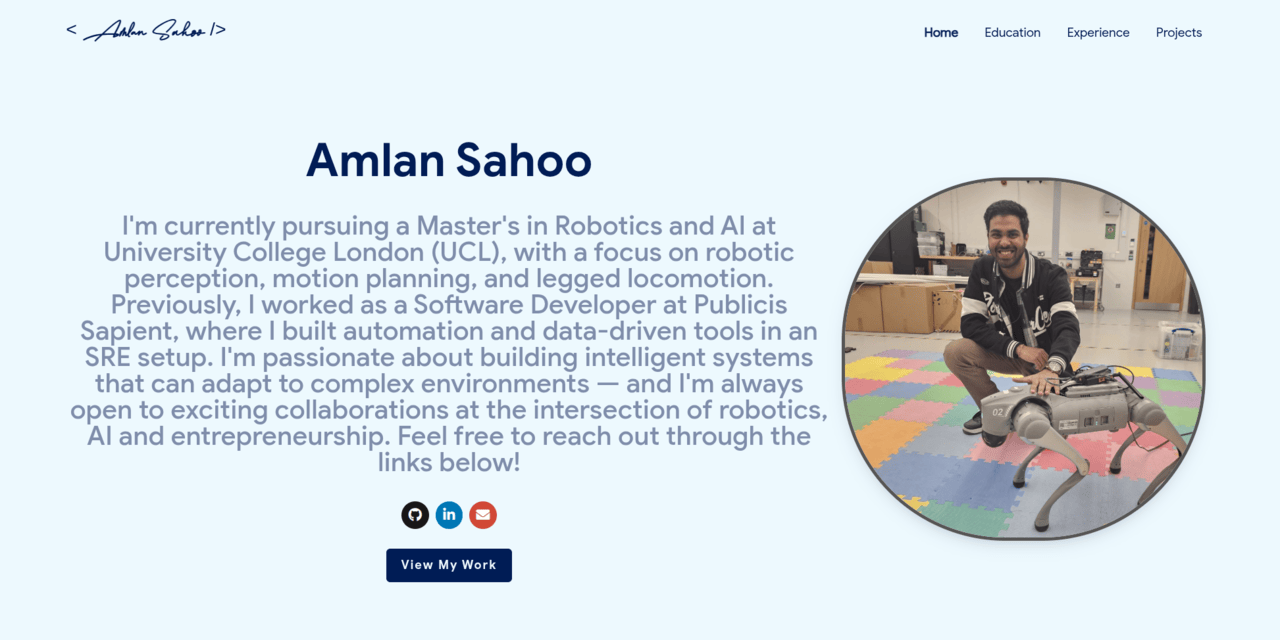 < Amlan Sahoo />
Home Education Experience Projects
Amlan Sahoo
I'm currently pursuing a Master's in Robotics and AI at
University College London (UCL), with a focus on robotic
perception, motion planning, and legged locomotion.
Previously, I worked as a Software Developer at Publicis
Sapient, where I built automation and data-driven tools in an
SRE setup. I'm passionate about building intelligent systems
that can adapt to complex environments — and I'm always
open to exciting collaborations at the intersection of robotics,
AI and entrepreneurship. Feel free to reach out through the
links below!
in
View My Work
02